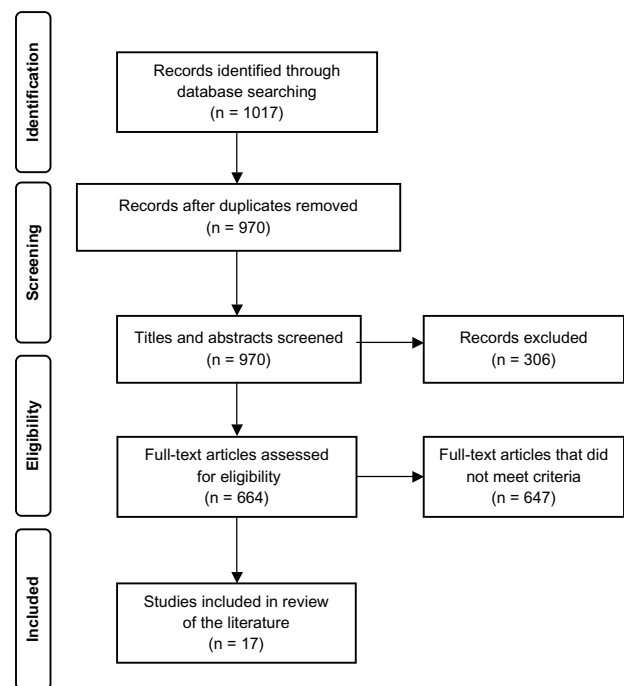 Identification
Records identified through
database searching
(n = 1017)
Screening
Records after duplicates removed
(n = 970)
Titles and abstracts screened
(n = 970)
Records excluded
(n = 306)
Eligibility
Full-text articles assessed
for eligibility
(n = 664)
Full-text articles that did
not meet criteria
(n = 647)
Included
Studies included in review
of the literature
(n = 17)